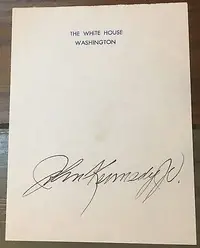 THE WHITE HOUSE
WASHINGTON
John Kennedy Jr.